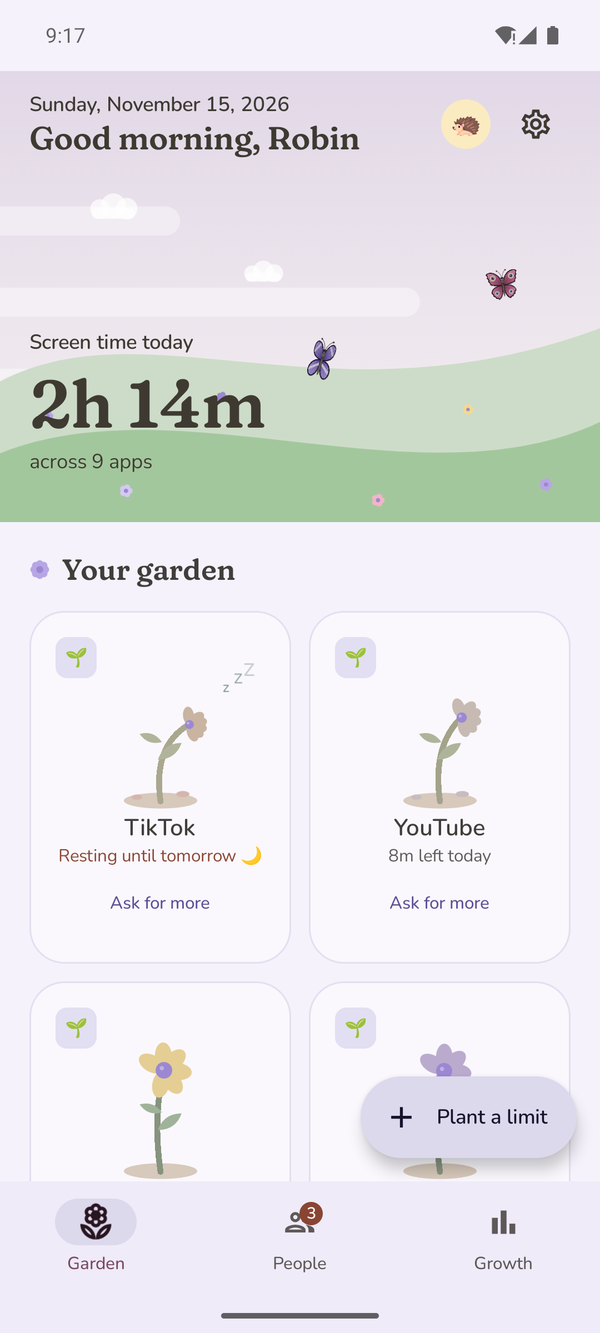 9:17
Sunday, November 15, 2026
Good morning, Robin
Screen time today
2h 14m
across 9 apps
Your garden
z z Z
TikTok
Resting until tomorrow 🌙
Ask for more
YouTube
8m left today
Ask for more
+ Plant a limit
3
Garden
People
Growth